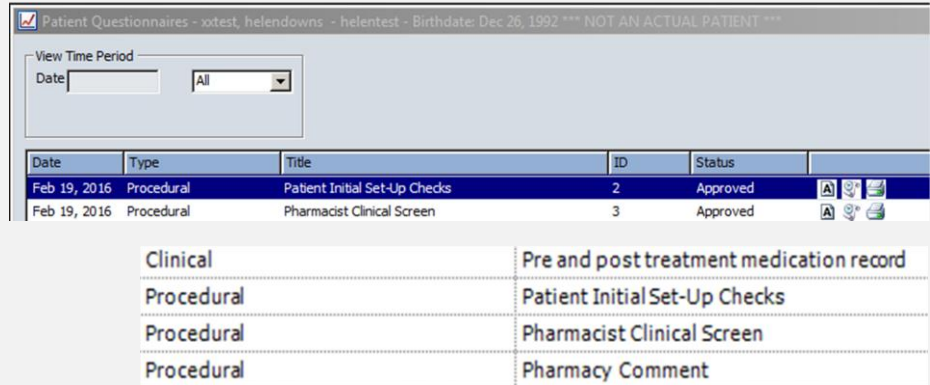 Patient Questionnaires - xxtest, helendowns - helentest - Birthdate: Dec 26, 1992 *** NOT AN ACTUAL PATIENT ***
View Time Period
Date All
Date Type Title ID Status
Feb 19, 2016 Procedural Patient Initial Set-Up Checks 2 Approved A
Feb 19, 2016 Procedural Pharmacist Clinical Screen 3 Approved A
Clinical Pre and post treatment medication record
Procedural Patient Initial Set-Up Checks
Procedural Pharmacist Clinical Screen
Procedural Pharmacy Comment